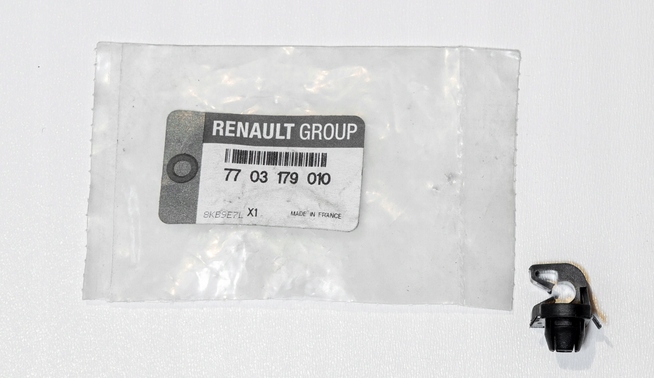 RENAULT GROUP
77 03 179 010
X1 MADE IN FRANCE